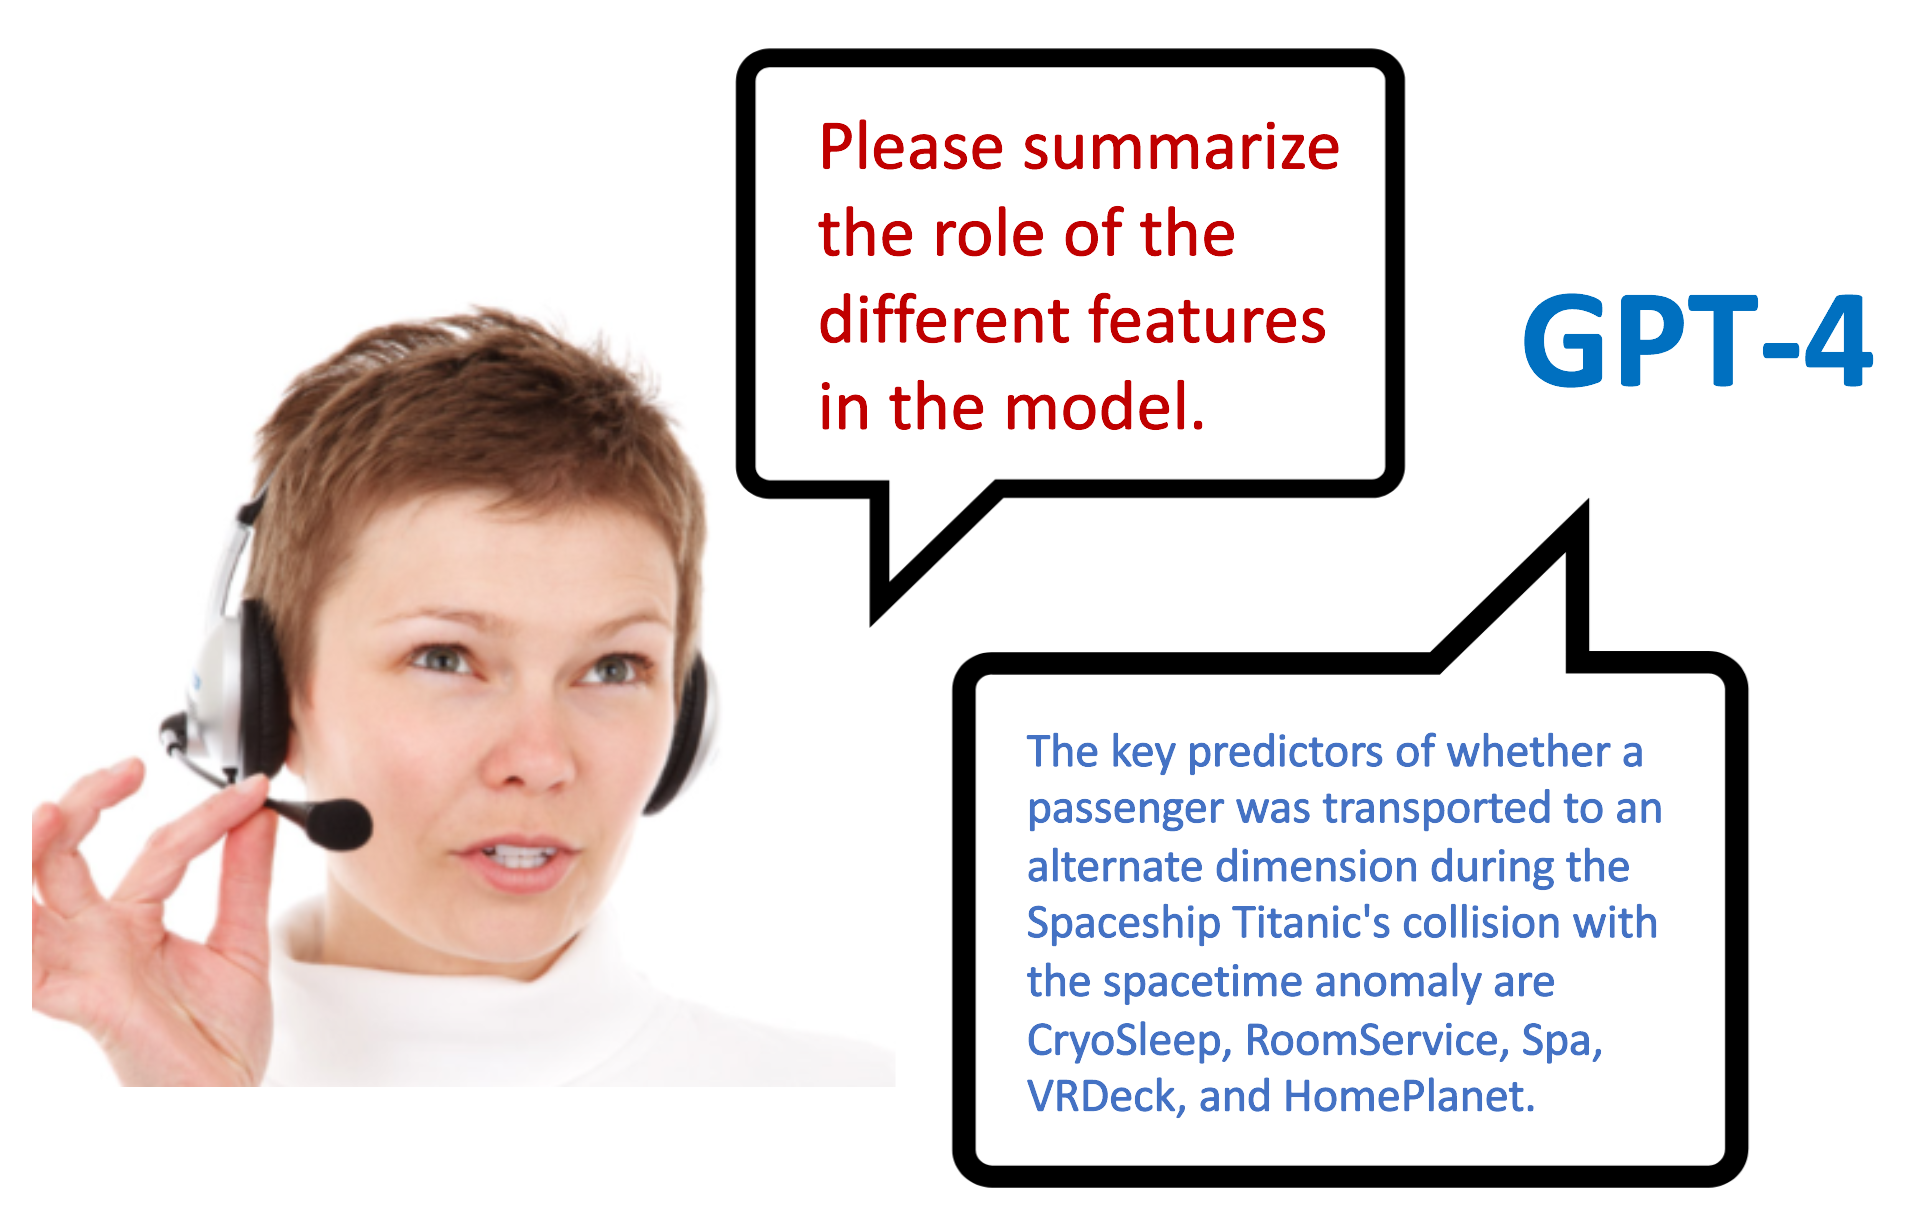 Please summarize
the role of the
different features
in the model.
GPT-4
The key predictors of whether a
passenger was transported to an
alternate dimension during the
Spaceship Titanic's collision with
the spacetime anomaly are
CryoSleep, RoomService, Spa,
VRDeck, and HomePlanet.